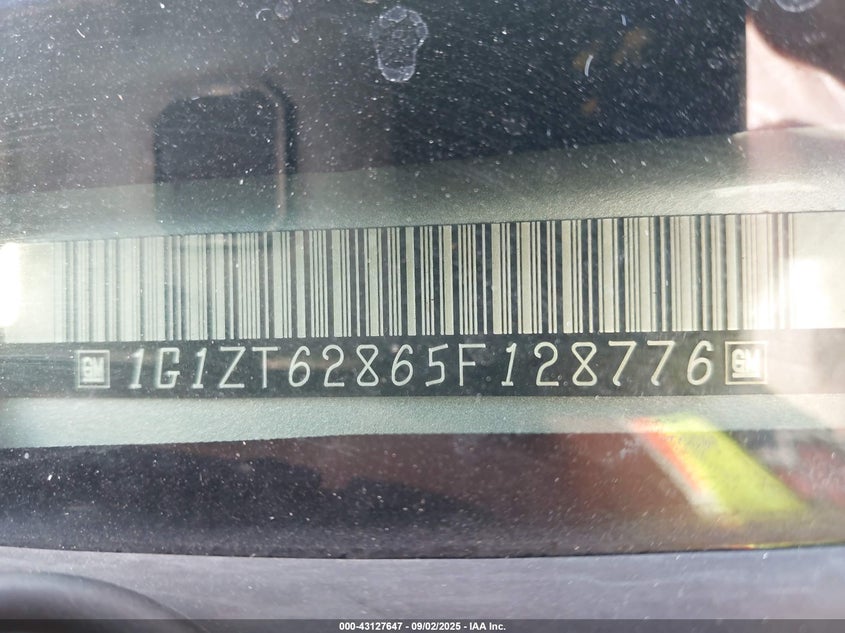 GM 1G1ZT62865F128776 GM
000-43127647 - 09/02/2025 - IAA Inc.